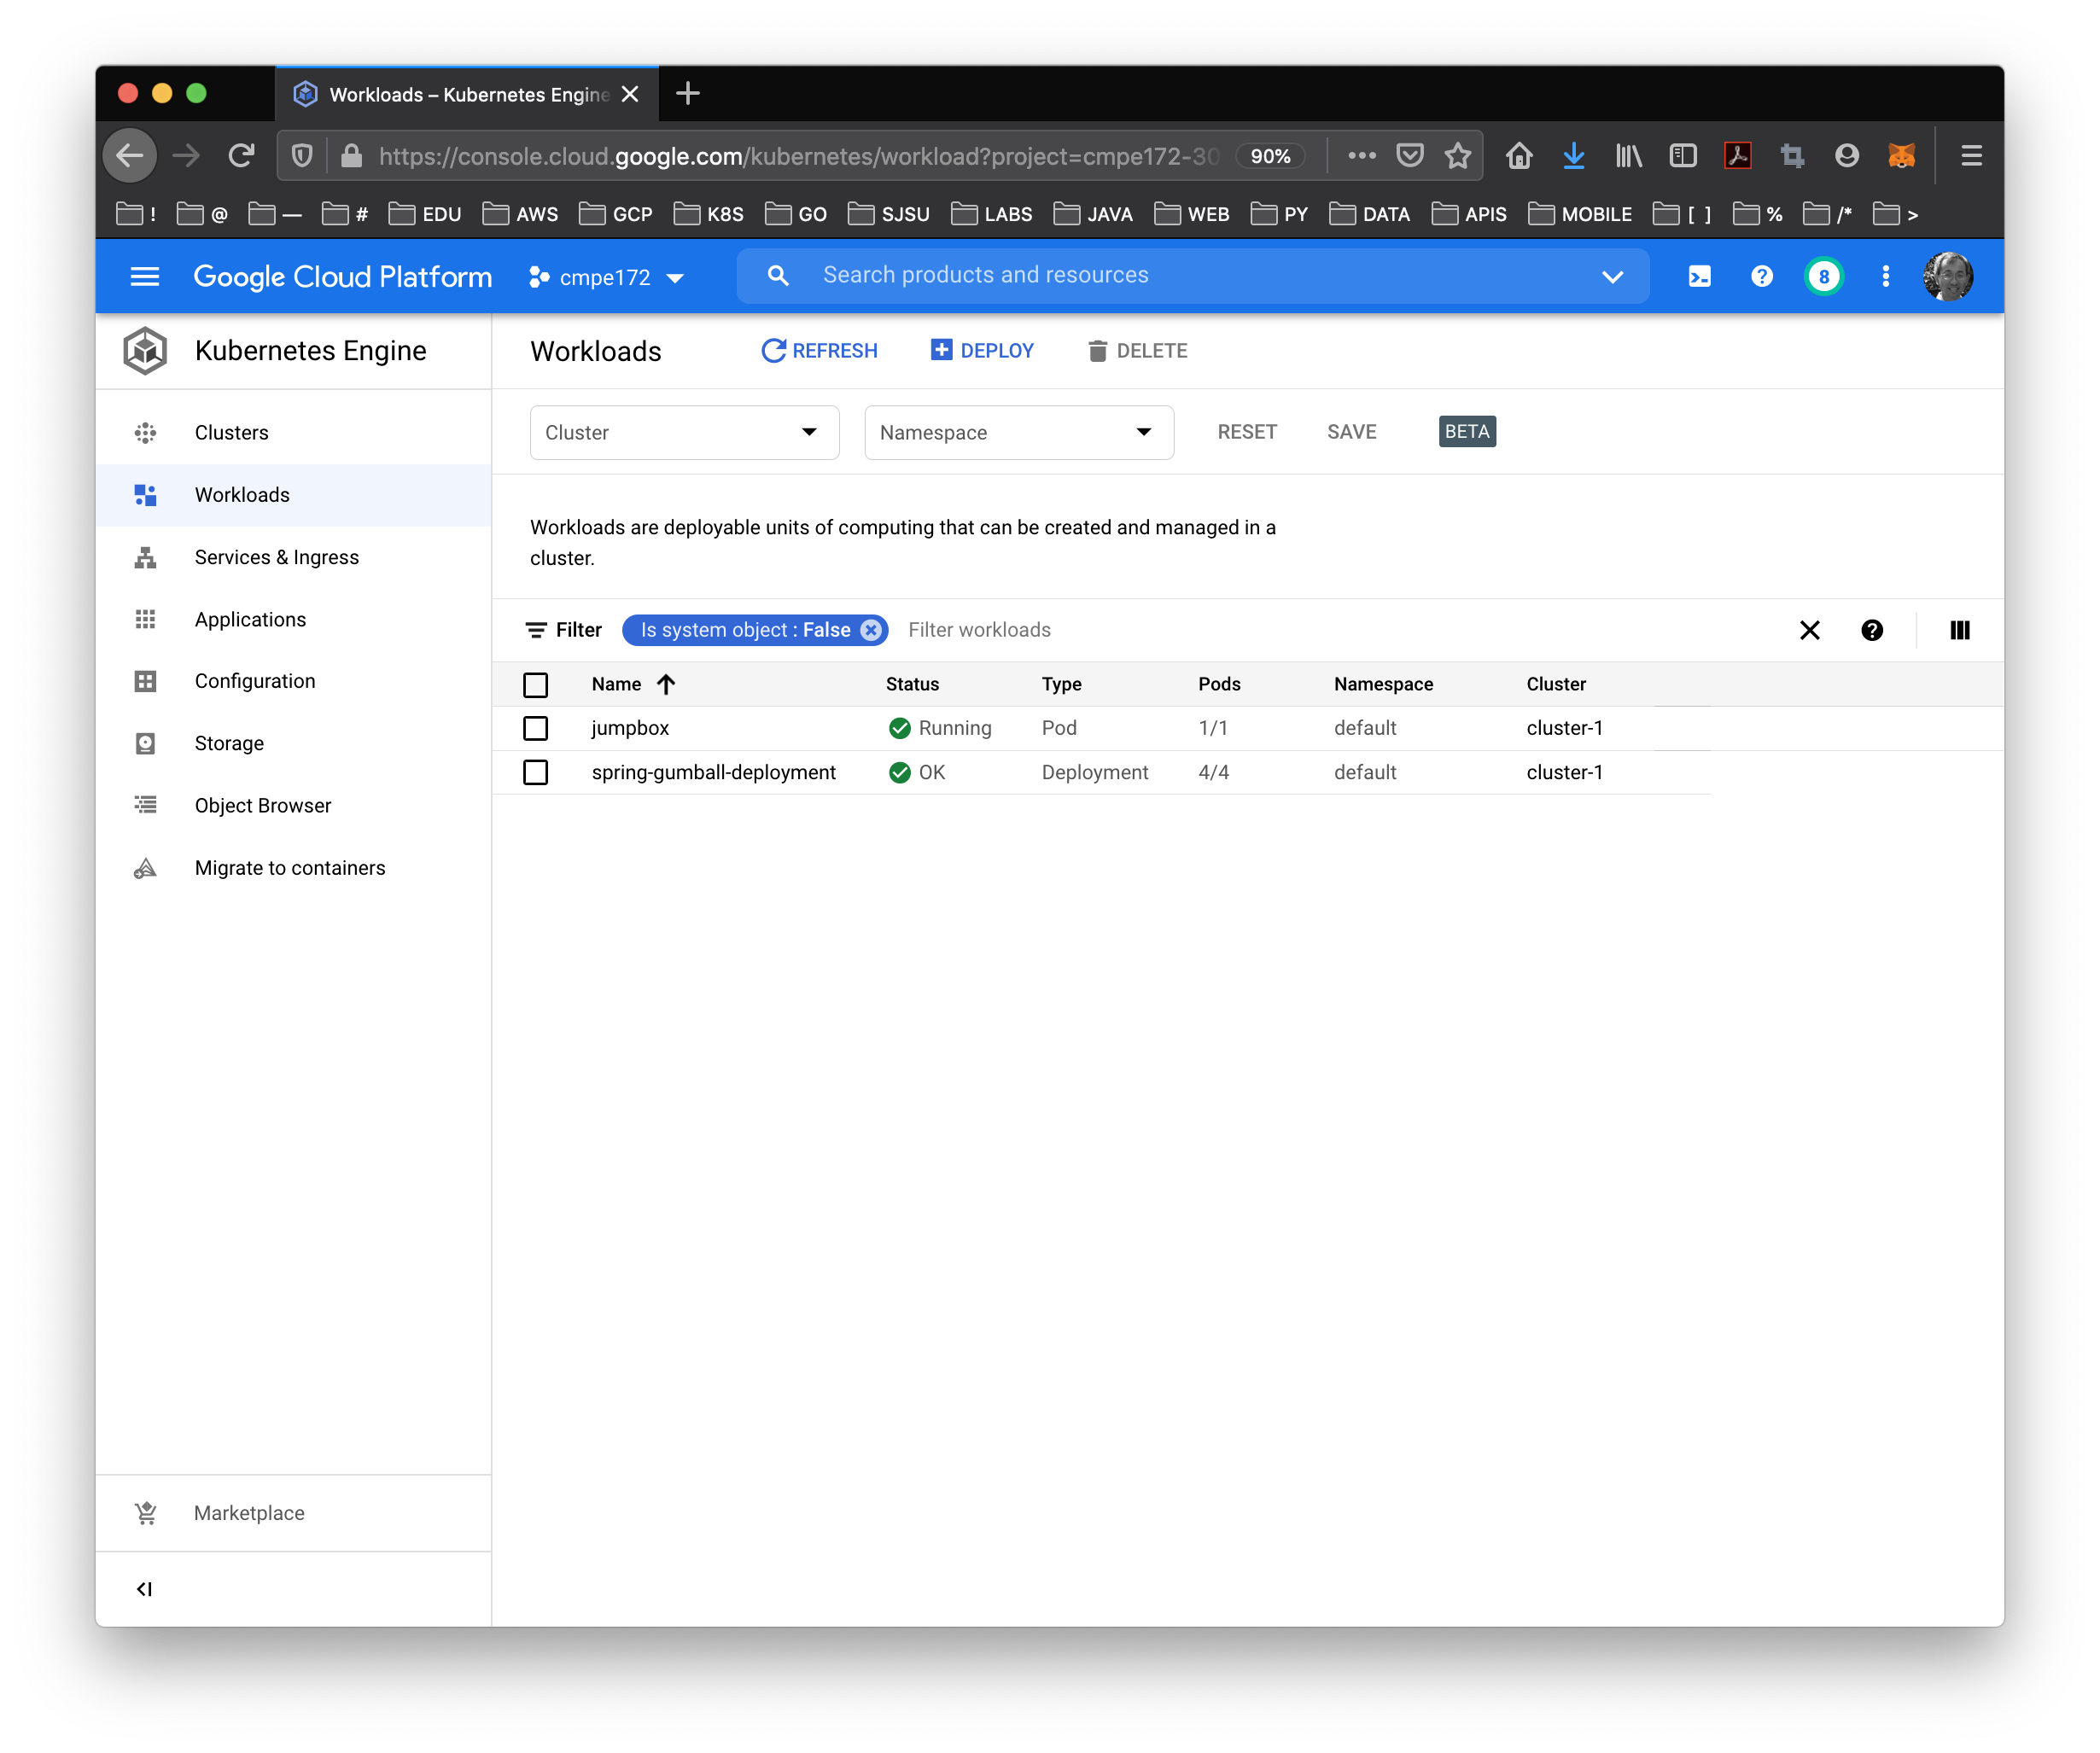 Workloads – Kubernetes Engine
https://console.cloud.google.com/kubernetes/workload?project=cmpe172-30 90%
! @ — # EDU AWS GCP K8S GO SJSU LABS JAVA WEB PY DATA APIS MOBILE [ ] % /* >
Google Cloud Platform cmpe172 Search products and resources 8
Kubernetes Engine
Workloads REFRESH DEPLOY DELETE
Clusters
Workloads
Services & Ingress
Applications
Configuration
Storage
Object Browser
Migrate to containers
Marketplace
Cluster Namespace RESET SAVE BETA
Workloads are deployable units of computing that can be created and managed in a
cluster.
Filter Is system object : False Filter workloads
Name Status Type Pods Namespace Cluster
jumpbox Running Pod 1/1 default cluster-1
spring-gumball-deployment OK Deployment 4/4 default cluster-1